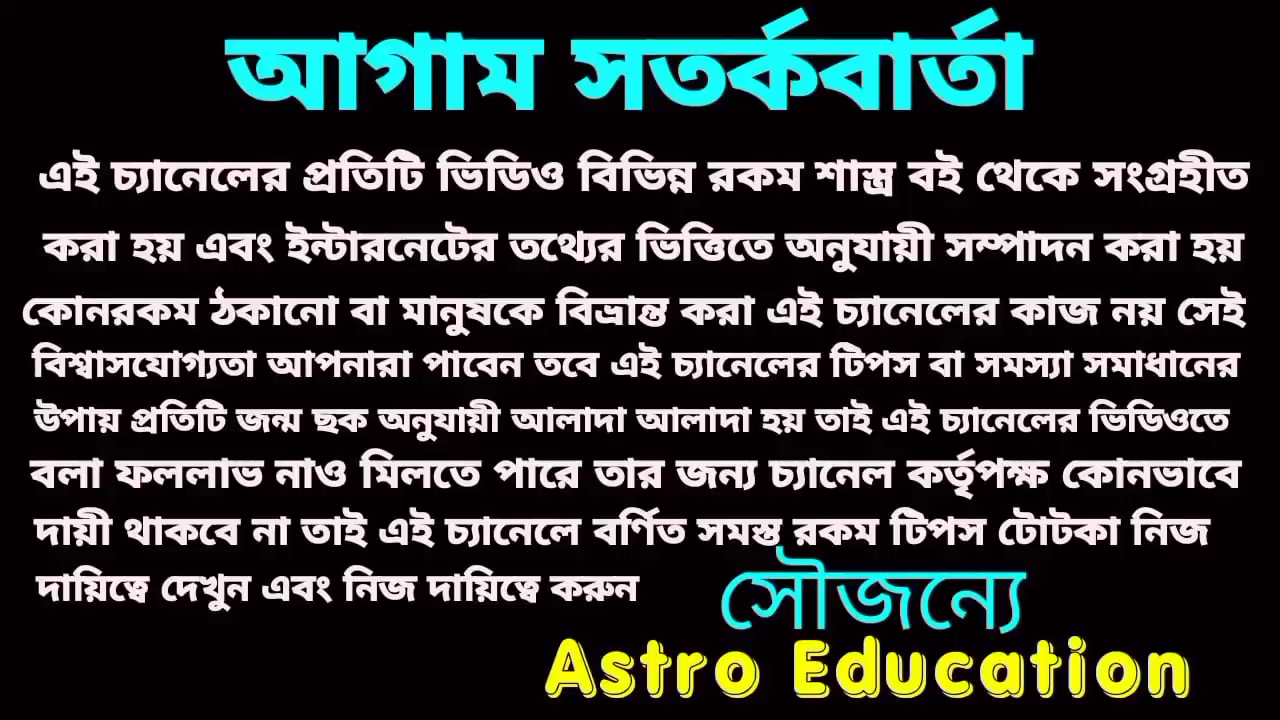 আগাম সতর্কবার্তা
এই চ্যানেলের প্রতিটি ভিডিও বিভিন্ন রকম শাস্ত্র বই থেকে সংগ্রহীত
করা হয় এবং ইন্টারনেটের তথ্যের ভিত্তিতে অনুযায়ী সম্পাদন করা হয়
কোনরকম ঠকানো বা মানুষকে বিভ্রান্ত করা এই চ্যানেলের কাজ নয় সেই
বিশ্বাসযোগ্যতা আপনারা পাবেন তবে এই চ্যানেলের টিপস বা সমস্যা সমাধানের
উপায় প্রতিটি জন্ম ছক অনুযায়ী আলাদা আলাদা হয় তাই এই চ্যানেলের ভিডিওতে
বলা ফললাভ নাও মিলতে পারে তার জন্য চ্যানেল কর্তৃপক্ষ কোনভাবে
দায়ী থাকবে না তাই এই চ্যানেলে বর্ণিত সমস্ত রকম টিপস টোটকা নিজ
দায়িত্বে দেখুন এবং নিজ দায়িত্বে করুন
সৌজন্যে
Astro Education